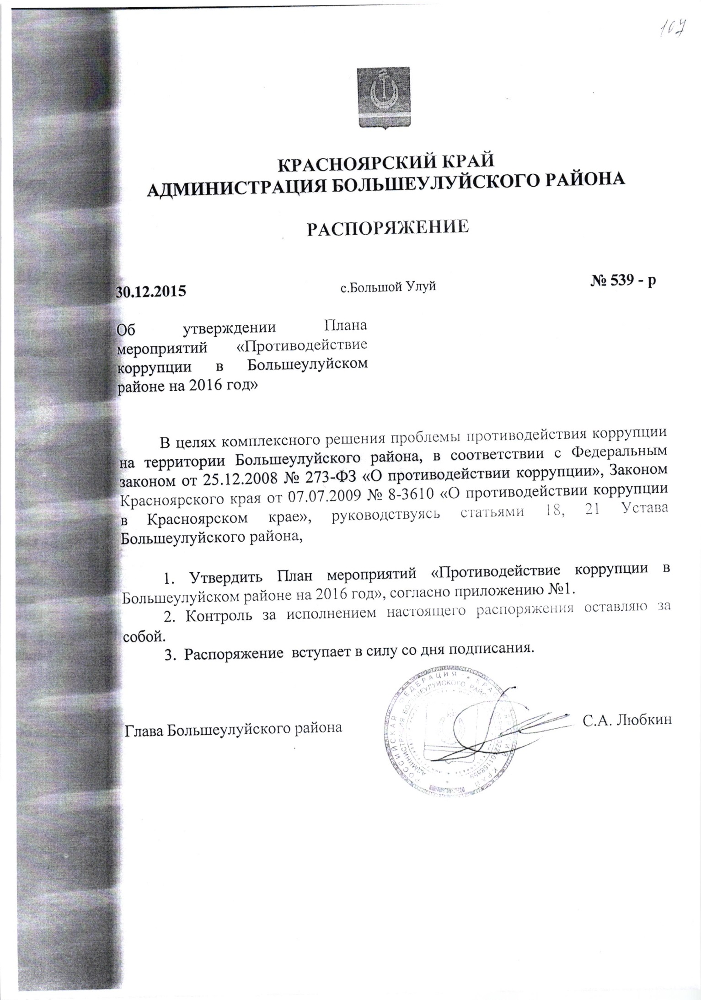 107
КРАСНОЯРСКИЙ КРАЙ
АДМИНИСТРАЦИЯ БОЛЬШЕУЛУЙСКОГО РАЙОНА
РАСПОРЯЖЕНИЕ
30.12.2015 с.Большой Улуй № 539 - р
Об утверждении Плана
мероприятий «Противодействие
коррупции в Большеулуйском
районе на 2016 год»
В целях комплексного решения проблемы противодействия коррупции
на территории Большеулуйского района, в соответствии с Федеральным
законом от 25.12.2008 № 273-ФЗ «О противодействии коррупции», Законом
Красноярского края от 07.07.2009 № 8-3610 «О противодействии коррупции
в Красноярском крае», руководствуясь статьями 18, 21 Устава
Большеулуйского района,
1. Утвердить План мероприятий «Противодействие коррупции в
Большеулуйском районе на 2016 год», согласно приложению №1.
2. Контроль за исполнением настоящего распоряжения оставляю за
собой.
3. Распоряжение вступает в силу со дня подписания.
Глава Большеулуйского района С.А. Любкин
РОССИЙСКАЯ ФЕДЕРАЦИЯ * КРАСНОЯРСКИЙ КРАЙ
АДМИНИСТРАЦИЯ БОЛЬШЕУЛУЙСКОГО